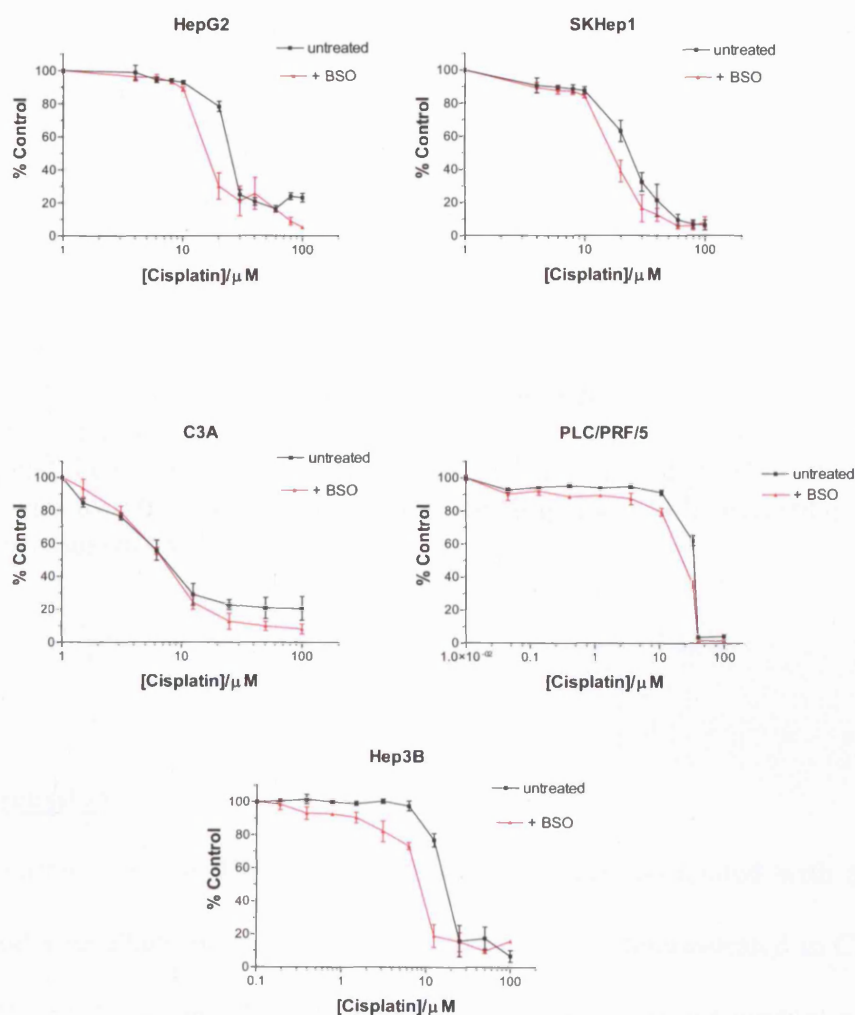 HepG2
untreated
+ BSO
% Control
100
80
60
40
20
0
1
10
100
[Cisplatin]/μM
SKHep1
untreated
+ BSO
% Control
100
80
60
40
20
0
1
10
100
[Cisplatin]/μM
C3A
untreated
+ BSO
% Control
100
80
60
40
20
0
1
10
100
[Cisplatin]/μM
PLC/PRF/5
untreated
+ BSO
% Control
100
80
60
40
20
0
1.0×10⁻⁰²
0.1
1
10
100
[Cisplatin]/μM
Hep3B
untreated
+ BSO
% Control
100
80
60
40
20
0
0.1
1
10
100
[Cisplatin]/μM